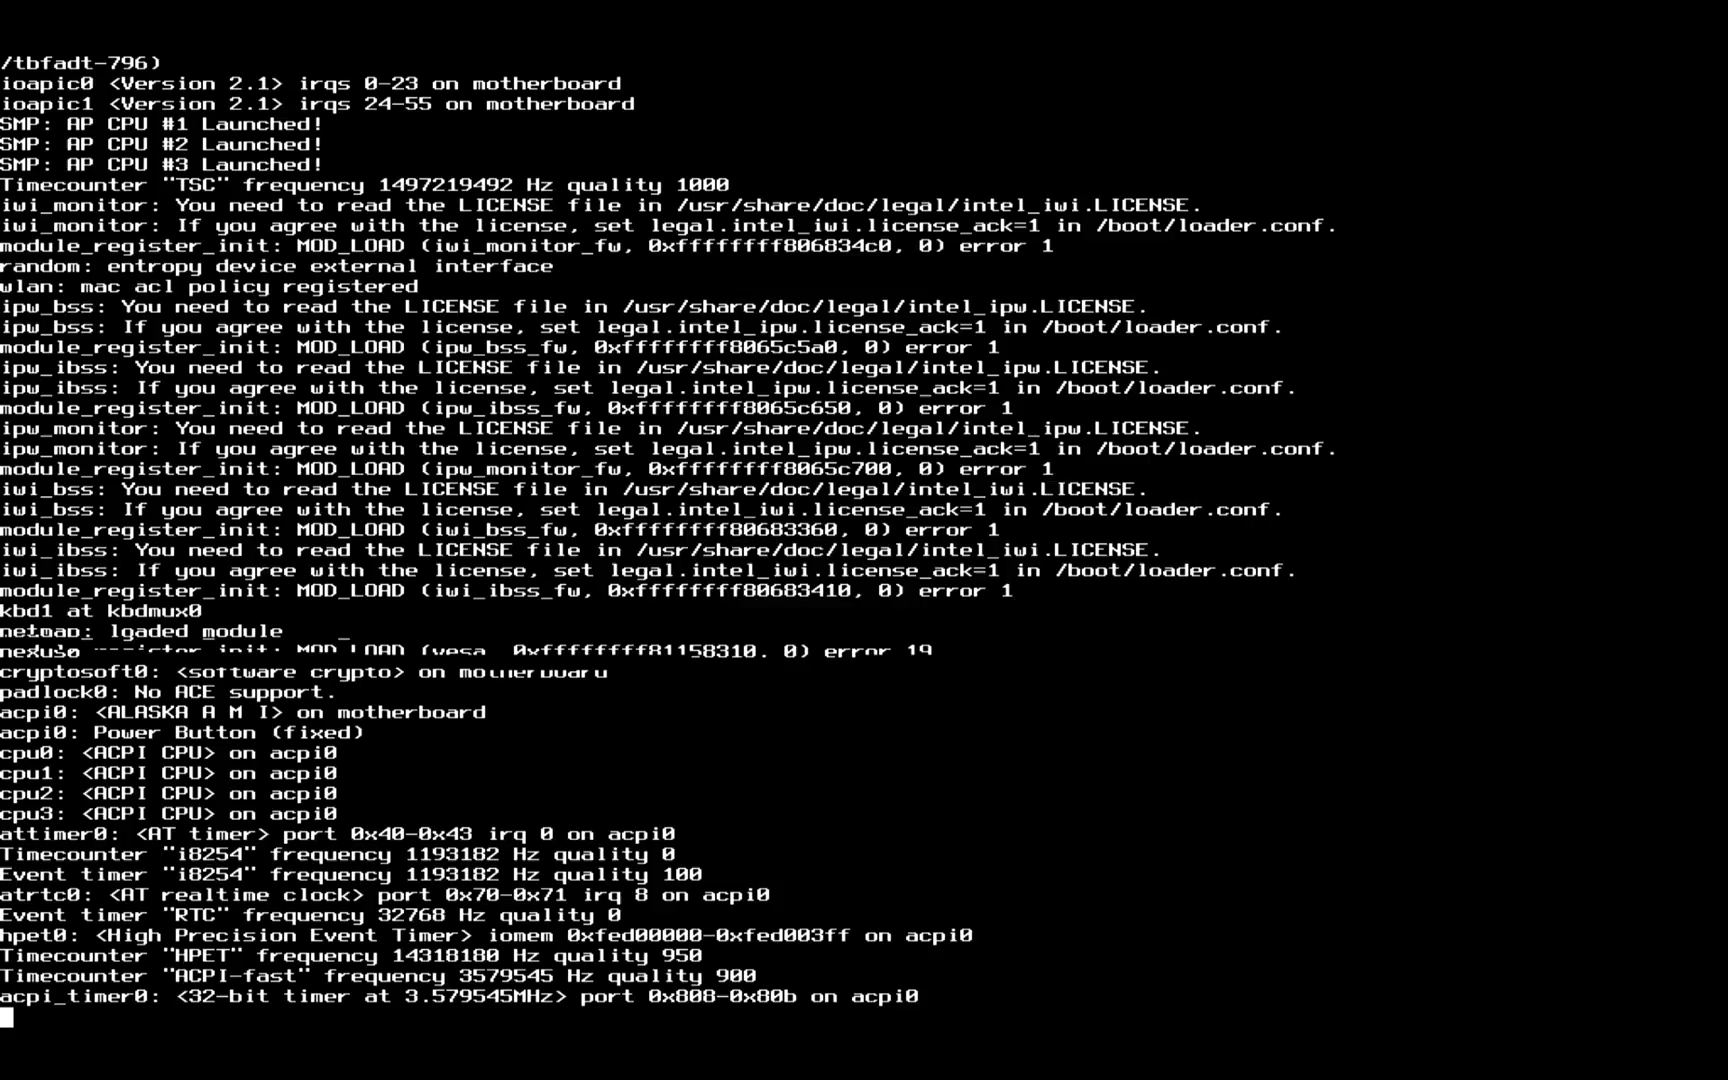 /tbfadt-796)
ioapic0 <Version 2.1> irqs 0-23 on motherboard
ioapic1 <Version 2.1> irqs 24-55 on motherboard
SMP: AP CPU #1 Launched!
SMP: AP CPU #2 Launched!
SMP: AP CPU #3 Launched!
Timecounter "TSC" frequency 1497219492 Hz quality 1000
iwi_monitor: You need to read the LICENSE file in /usr/share/doc/legal/intel_iwi.LICENSE.
iwi_monitor: If you agree with the license, set legal.intel_iwi.license_ack=1 in /boot/loader.conf.
module_register_init: MOD_LOAD (iwi_monitor_fw, 0xffffffff806834c0, 0) error 1
random: entropy device external interface
wlan: mac acl policy registered
ipw_bss: You need to read the LICENSE file in /usr/share/doc/legal/intel_ipw.LICENSE.
ipw_bss: If you agree with the license, set legal.intel_ipw.license_ack=1 in /boot/loader.conf.
module_register_init: MOD_LOAD (ipw_bss_fw, 0xffffffff8065c5a0, 0) error 1
ipw_ibss: You need to read the LICENSE file in /usr/share/doc/legal/intel_ipw.LICENSE.
ipw_ibss: If you agree with the license, set legal.intel_ipw.license_ack=1 in /boot/loader.conf.
module_register_init: MOD_LOAD (ipw_ibss_fw, 0xffffffff8065c650, 0) error 1
ipw_monitor: You need to read the LICENSE file in /usr/share/doc/legal/intel_ipw.LICENSE.
ipw_monitor: If you agree with the license, set legal.intel_ipw.license_ack=1 in /boot/loader.conf.
module_register_init: MOD_LOAD (ipw_monitor_fw, 0xffffffff8065c700, 0) error 1
iwi_bss: You need to read the LICENSE file in /usr/share/doc/legal/intel_iwi.LICENSE.
iwi_bss: If you agree with the license, set legal.intel_iwi.license_ack=1 in /boot/loader.conf.
module_register_init: MOD_LOAD (iwi_bss_fw, 0xffffffff80683360, 0) error 1
iwi_ibss: You need to read the LICENSE file in /usr/share/doc/legal/intel_iwi.LICENSE.
iwi_ibss: If you agree with the license, set legal.intel_iwi.license_ack=1 in /boot/loader.conf.
module_register_init: MOD_LOAD (iwi_ibss_fw, 0xffffffff80683410, 0) error 1
kbd1 at kbdmux0
netmap: loaded module
init: MOD_LOAD (vesa, 0xffffffff81158310, 0) error 19
cryptosoft0: <software crypto> on motherboard
padlock0: No ACE support.
acpi0: <ALASKA A M I> on motherboard
acpi0: Power Button (fixed)
cpu0: <ACPI CPU> on acpi0
cpu1: <ACPI CPU> on acpi0
cpu2: <ACPI CPU> on acpi0
cpu3: <ACPI CPU> on acpi0
attimer0: <AT timer> port 0x40-0x43 irq 0 on acpi0
Timecounter "i8254" frequency 1193182 Hz quality 0
Event timer "i8254" frequency 1193182 Hz quality 100
atrtc0: <AT realtime clock> port 0x70-0x71 irq 8 on acpi0
Event timer "RTC" frequency 32768 Hz quality 0
hpet0: <High Precision Event Timer> iomem 0xfed00000-0xfed003ff on acpi0
Timecounter "HPET" frequency 14318180 Hz quality 950
Timecounter "ACPI-fast" frequency 3579545 Hz quality 900
acpi_timer0: <32-bit timer at 3.579545MHz> port 0x808-0x80b on acpi0